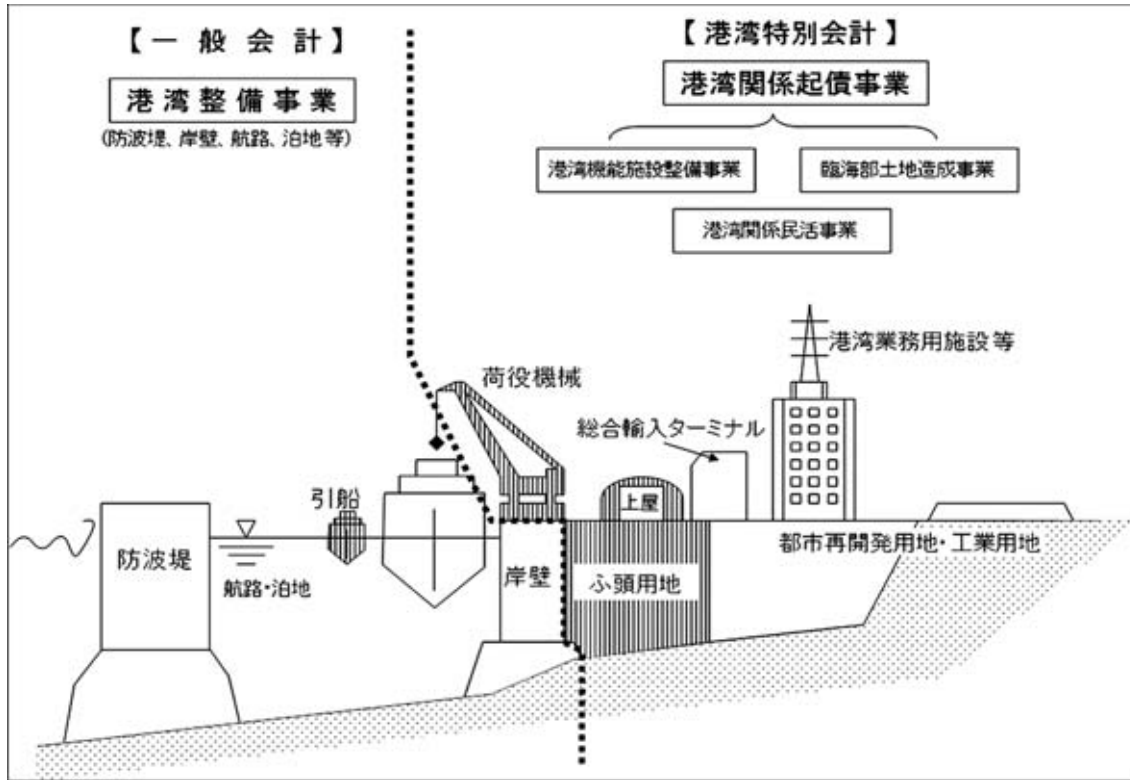 【一般会計】
港湾整備事業
(防波堤、岸壁、航路、泊地等)
【港湾特別会計】
港湾関係起債事業
港湾機能施設整備事業
臨海部土地造成事業
港湾関係民活事業
港湾業務用施設等
荷役機械
総合輸入ターミナル
引船
上屋
防波堤
航路・泊地
岸壁
ふ頭用地
都市再開発用地・工業用地